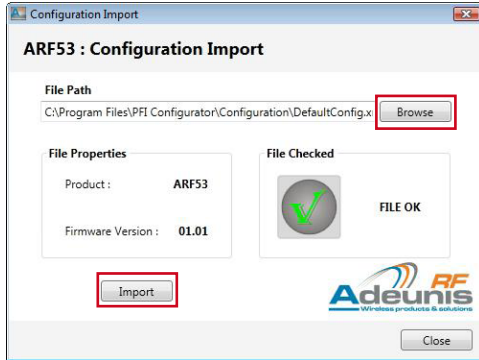 Configuration Import
ARF53 : Configuration Import
File Path
C:\Program Files\PFI Configurator\Configuration\DefaultConfig.x
Browse
File Properties
Product : ARF53
Firmware Version : 01.01
File Checked
FILE OK
Import
Adeunis RF
Wireless products & solutions
Close